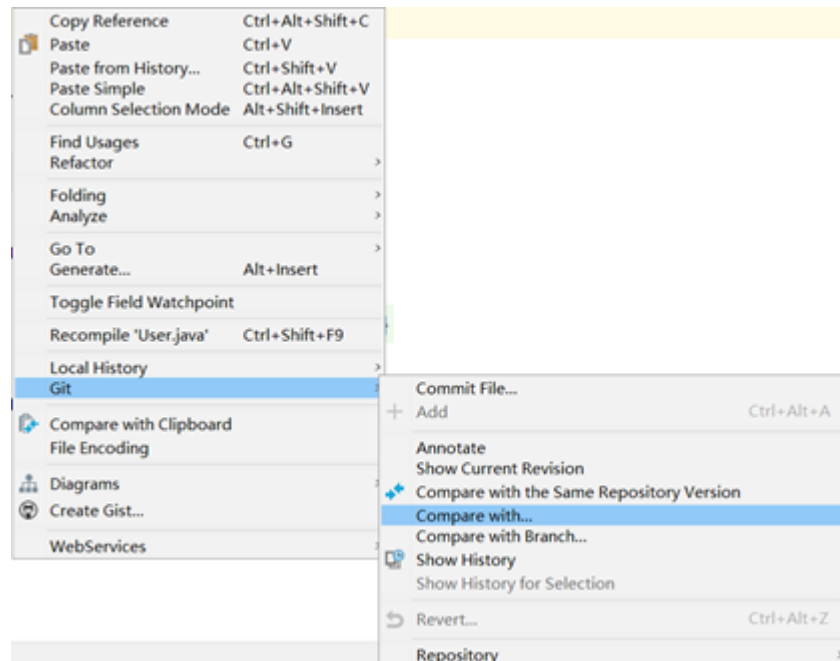 Copy Reference Ctrl+Alt+Shift+C
Paste Ctrl+V
Paste from History... Ctrl+Shift+V
Paste Simple Ctrl+Alt+Shift+V
Column Selection Mode Alt+Shift+Insert
Find Usages Ctrl+G
Refactor
Folding
Analyze
Go To
Generate... Alt+Insert
Toggle Field Watchpoint
Recompile 'User.java' Ctrl+Shift+F9
Local History
Git
Compare with Clipboard
File Encoding
Diagrams
Create Gist...
WebServices
Commit File...
Add Ctrl+Alt+A
Annotate
Show Current Revision
Compare with the Same Repository Version
Compare with...
Compare with Branch...
Show History
Show History for Selection
Revert... Ctrl+Alt+Z
Repository